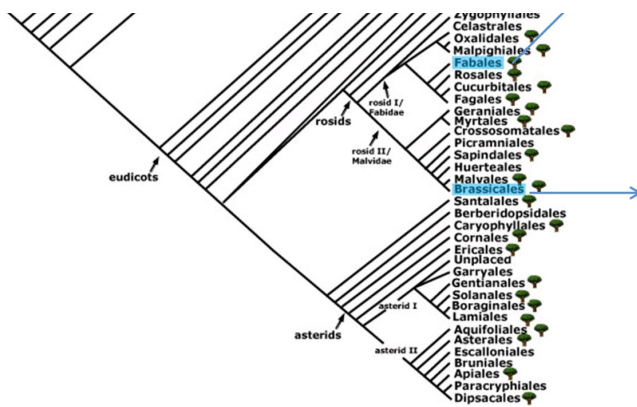 Zygophyllales
Celastrales
Oxalidales
Malpighiales
Fabales
Rosales
Cucurbitales
Fagales
Geraniales
Myrtales
Crossosomatales
Picramniales
Sapindales
Huerteales
Malvales
Brassicales
Santalales
Berberidopsidales
Caryophyllales
Cornales
Ericales
Unplaced
Garryales
Gentianales
Solanales
Boraginales
Lamiales
Aquifoliales
Asterales
Escalloniales
Bruniales
Apiales
Paracryphiales
Dipsacales
rosid I/
Fabidae
rosids
rosid II/
Malvidae
eudicots
asterid I
asterids
asterid II